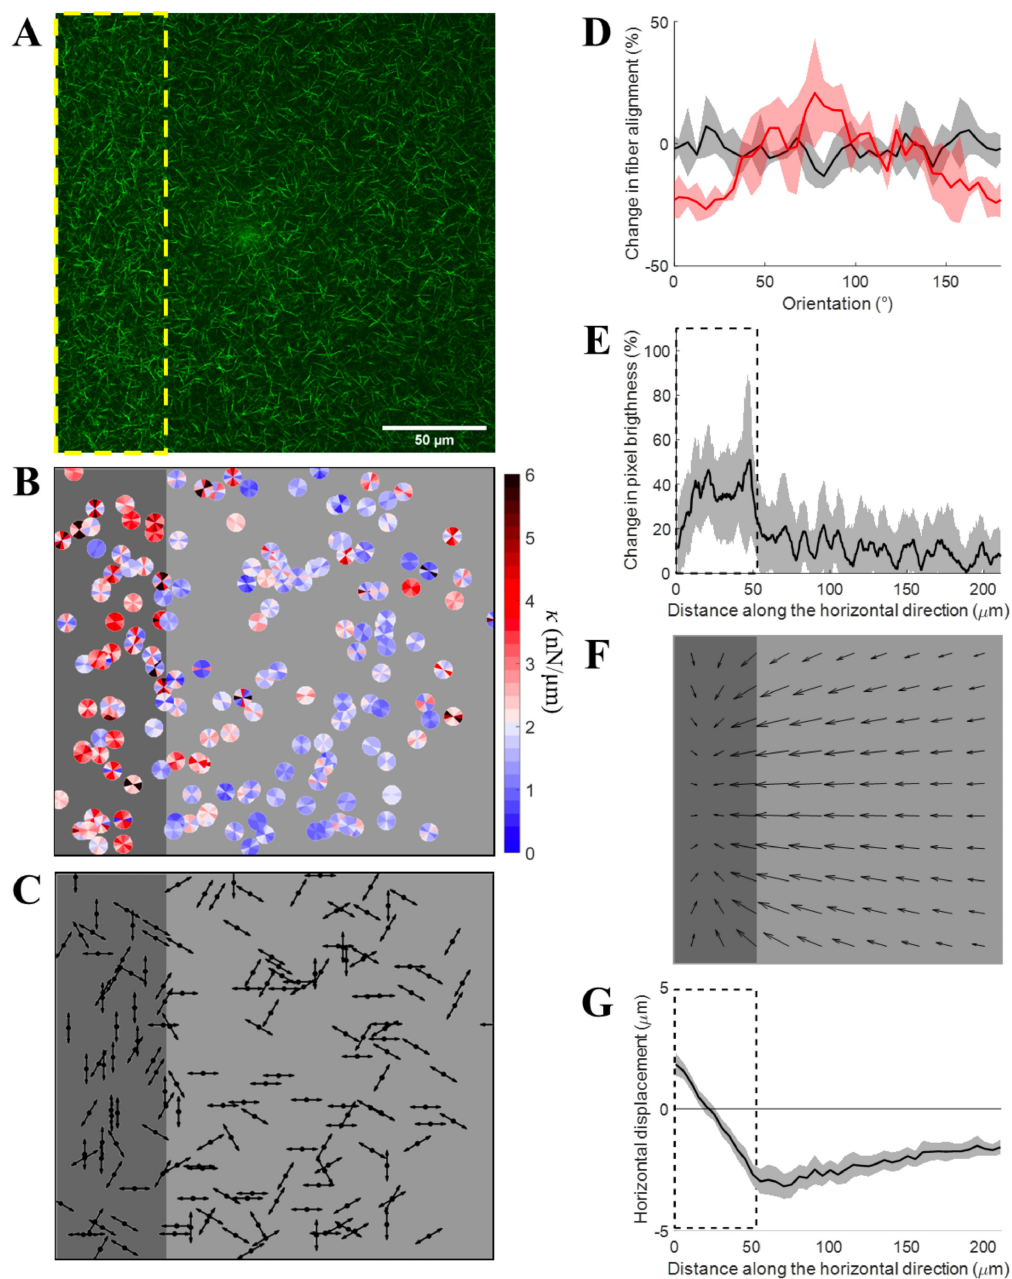 A
50 µm
B
6
5
4
3
2
1
0
κ (nN/µm)
C
D
Change in fiber alignment (%)
50
0
-50
0
50
100
150
Orientation (°)
E
Change in pixel brigthness (%)
100
80
60
40
20
0
0
50
100
150
200
Distance along the horizontal direction (µm)
F
G
Horizontal displacement (µm)
5
0
-5
0
50
100
150
200
Distance along the horizontal direction (µm)